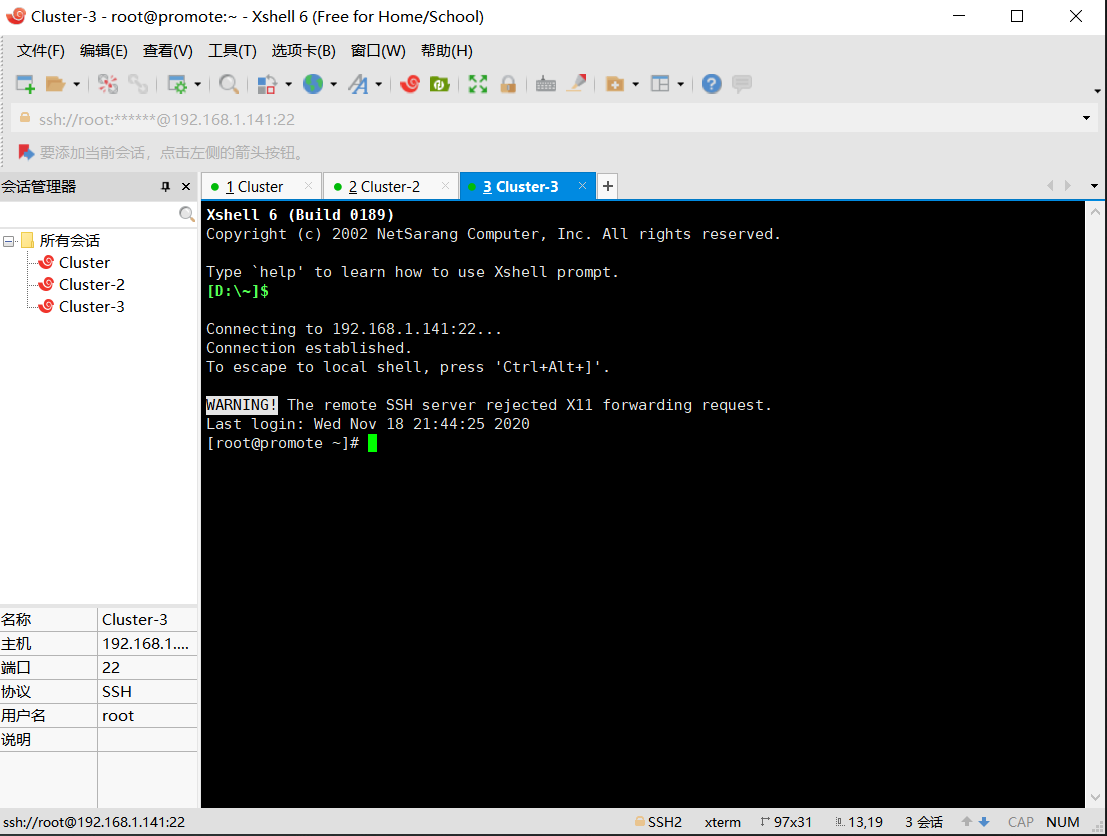 Cluster-3 - root@promote:~ - Xshell 6 (Free for Home/School)
文件(F) 编辑(E) 查看(V) 工具(T) 选项卡(B) 窗口(W) 帮助(H)
ssh://root:******@192.168.1.141:22
要添加当前会话，点击左侧的箭头按钮。
会话管理器
1 Cluster
2 Cluster-2
3 Cluster-3
所有会话
Cluster
Cluster-2
Cluster-3
Xshell 6 (Build 0189)
Copyright (c) 2002 NetSarang Computer, Inc. All rights reserved.
Type `help' to learn how to use Xshell prompt.
[D:\~]$
Connecting to 192.168.1.141:22...
Connection established.
To escape to local shell, press 'Ctrl+Alt+]'.
WARNING! The remote SSH server rejected X11 forwarding request.
Last login: Wed Nov 18 21:44:25 2020
[root@promote ~]#
名称 Cluster-3
主机 192.168.1....
端口 22
协议 SSH
用户名 root
说明
ssh://root@192.168.1.141:22 SSH2 xterm 97x31 13,19 3 会话 CAP NUM